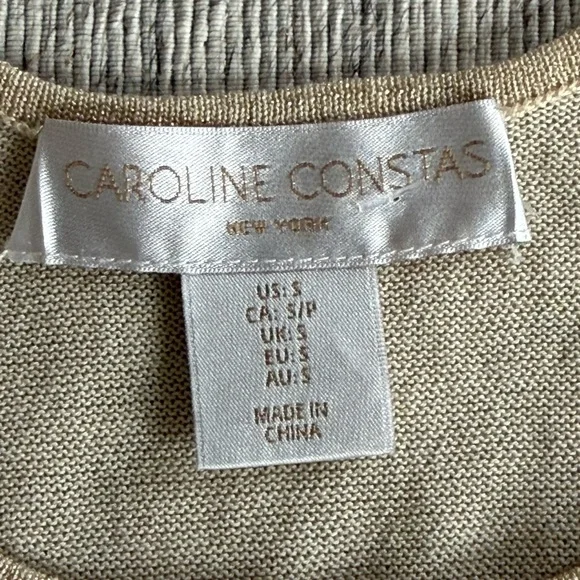 CAROLINE CONSTAS
NEW YORK
US: S
CA: S/P
UK: S
EU: S
AU: S
MADE IN
CHINA